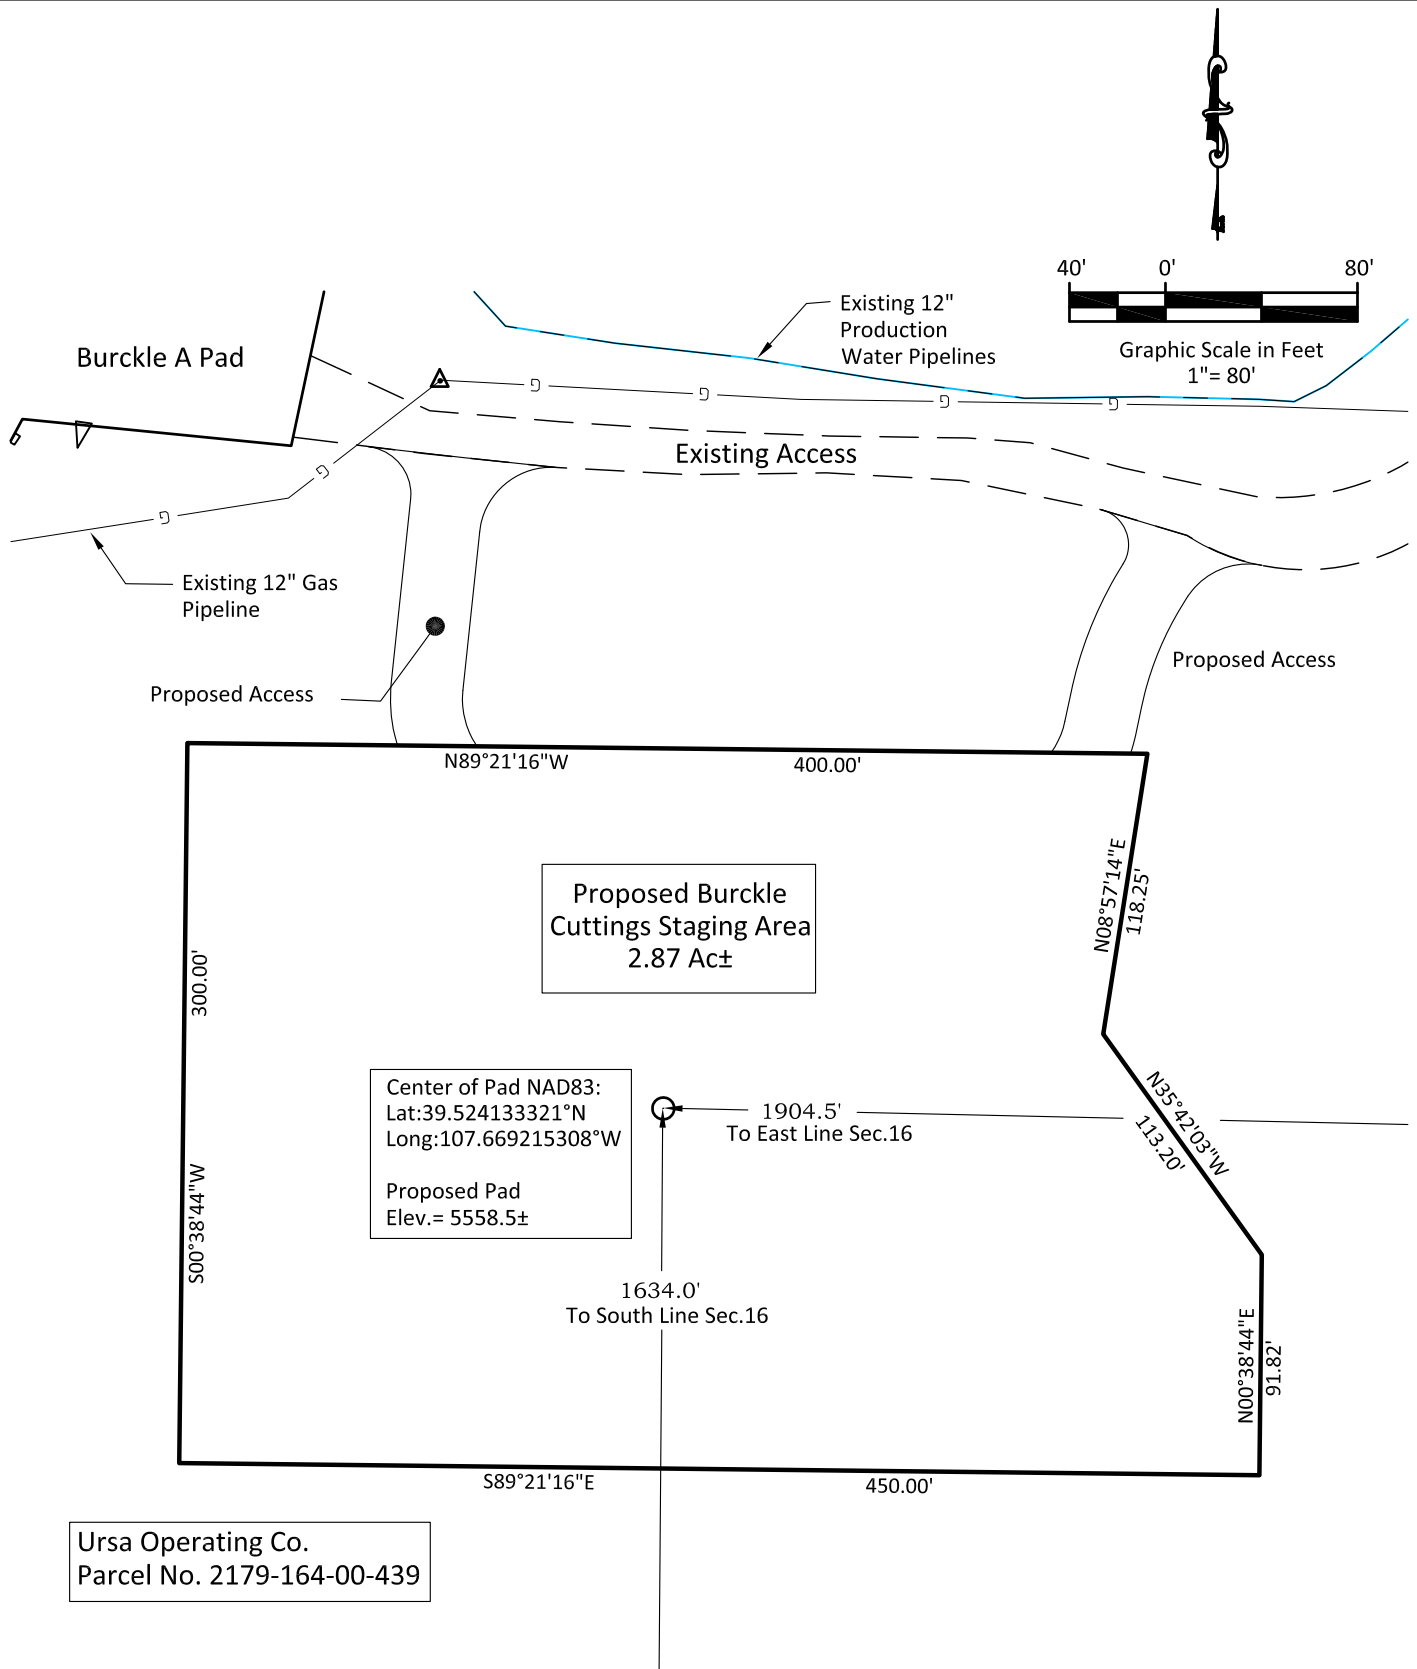 40' 0' 80'
Graphic Scale in Feet
1"= 80'
Existing 12"
Production
Water Pipelines
Burckle A Pad
G G G G
Existing Access
G
G
Existing 12" Gas
Pipeline
Proposed Access
Proposed Access
N89°21'16"W 400.00'
N08°57'14"E
118.25'
Proposed Burckle
Cuttings Staging Area
2.87 Ac±
300.00'
S00°38'44"W
Center of Pad NAD83:
Lat:39.524133321°N
Long:107.669215308°W
Proposed Pad
Elev.= 5558.5±
1904.5'
To East Line Sec.16
N35°42'03"W
113.20'
1634.0'
To South Line Sec.16
N00°38'44"E
91.82'
S89°21'16"E 450.00'
Ursa Operating Co.
Parcel No. 2179-164-00-439